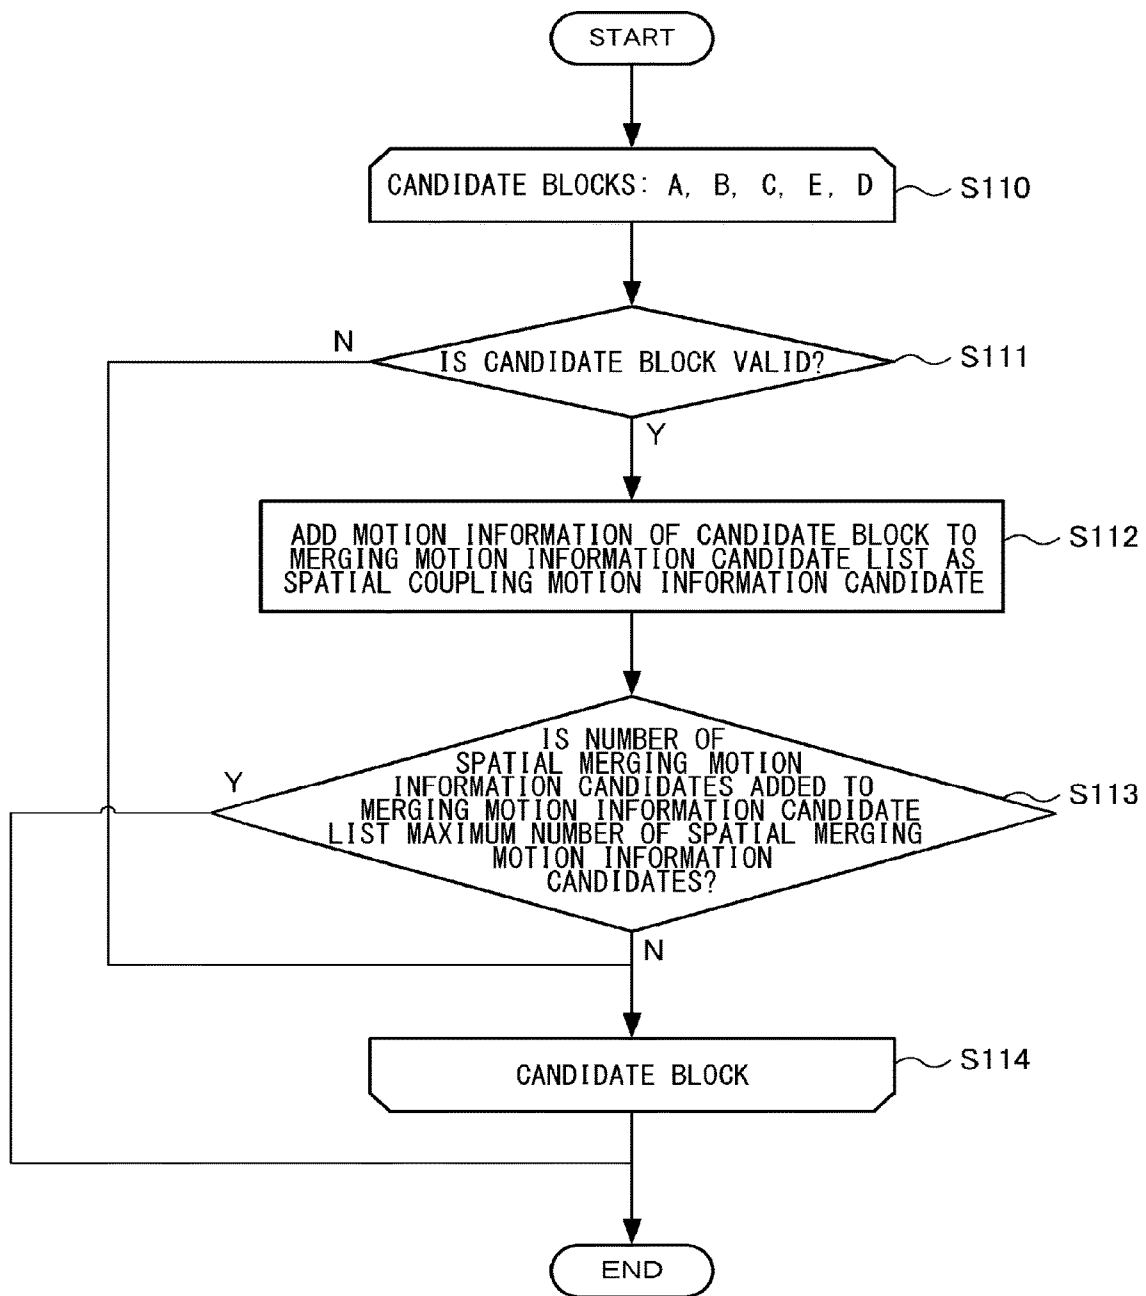 START
CANDIDATE BLOCKS: A, B, C, E, D
S110
N
IS CANDIDATE BLOCK VALID?
S111
Y
ADD MOTION INFORMATION OF CANDIDATE BLOCK TO
MERGING MOTION INFORMATION CANDIDATE LIST AS
SPATIAL COUPLING MOTION INFORMATION CANDIDATE
S112
IS NUMBER OF
SPATIAL MERGING MOTION
INFORMATION CANDIDATES ADDED TO
MERGING MOTION INFORMATION CANDIDATE
LIST MAXIMUM NUMBER OF SPATIAL MERGING
MOTION INFORMATION
CANDIDATES?
Y
S113
N
CANDIDATE BLOCK
S114
END